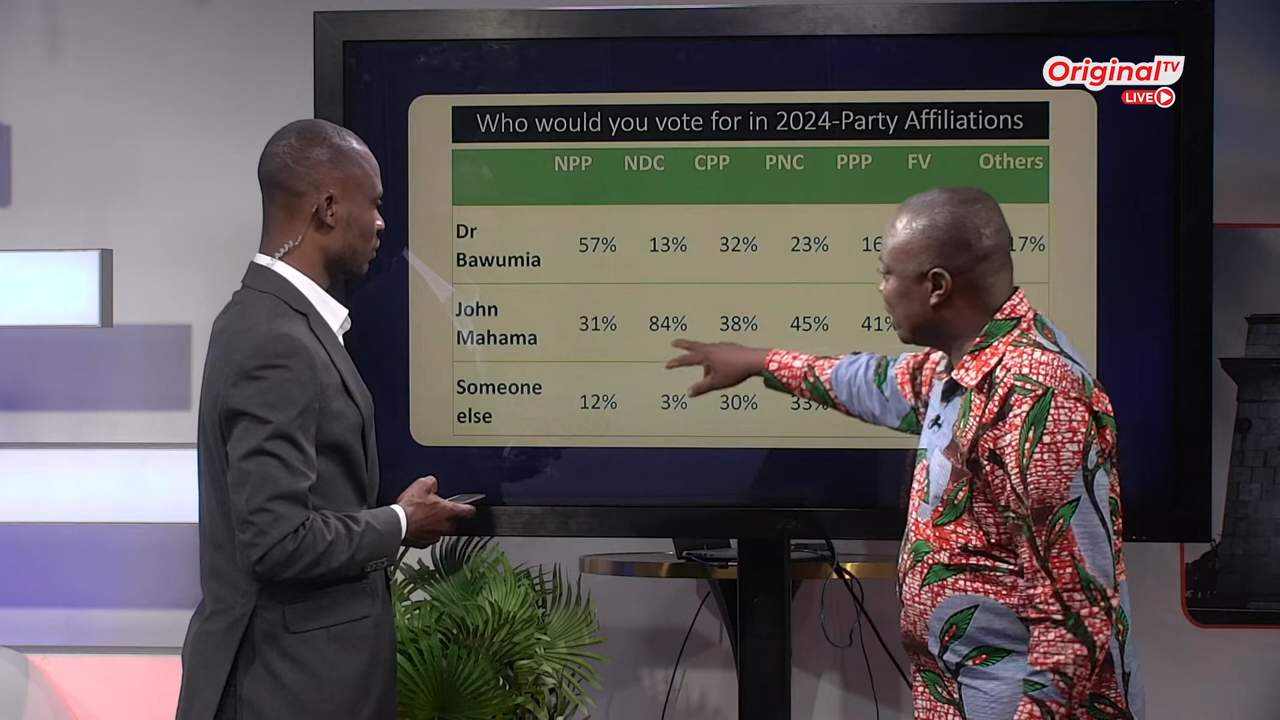 OriginalTV
LIVE
Who would you vote for in 2024-Party Affiliations
NPP NDC CPP PNC PPP FV Others
Dr
Bawumia 57% 13% 32% 23% 17%
John
Mahama 31% 84% 38% 45% 41%
Someone
else 12% 3% 30% 33%